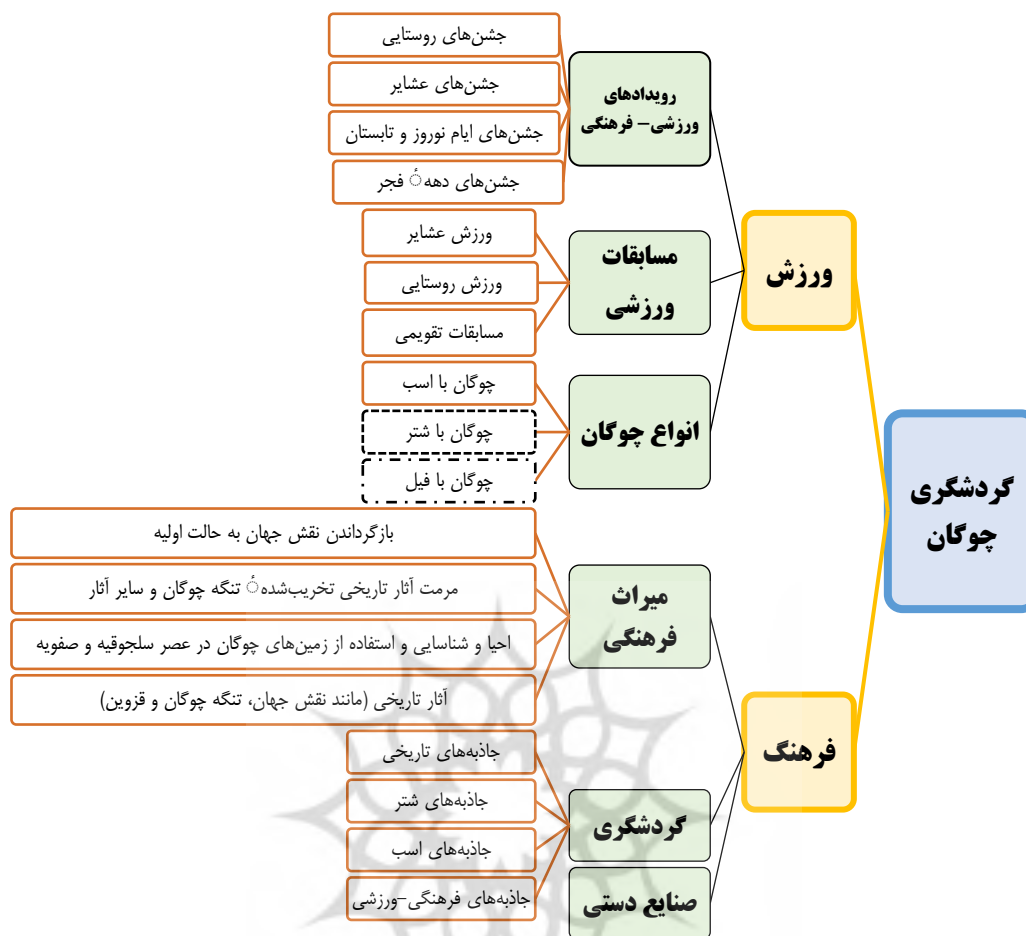 گردشگری
چوگان
ورزش
رویدادهای
ورزشی– فرهنگی
جشن‌های روستایی
جشن‌های عشایر
جشن‌های ایام نوروز و تابستان
جشن‌های دههٔ فجر
مسابقات
ورزشی
ورزش عشایر
ورزش روستایی
مسابقات تقویمی
انواع چوگان
چوگان با اسب
چوگان با شتر
چوگان با فیل
فرهنگ
میراث
فرهنگی
بازگرداندن نقش جهان به حالت اولیه
مرمت آثار تاریخی تخریب‌شدهٔ تنگه چوگان و سایر آثار
احیا و شناسایی و استفاده از زمین‌های چوگان در عصر سلجوقیه و صفویه
آثار تاریخی (مانند نقش جهان، تنگه چوگان و قزوین)
گردشگری
جاذبه‌های تاریخی
جاذبه‌های شتر
جاذبه‌های اسب
جاذبه‌های فرهنگی-ورزشی
صنایع دستی